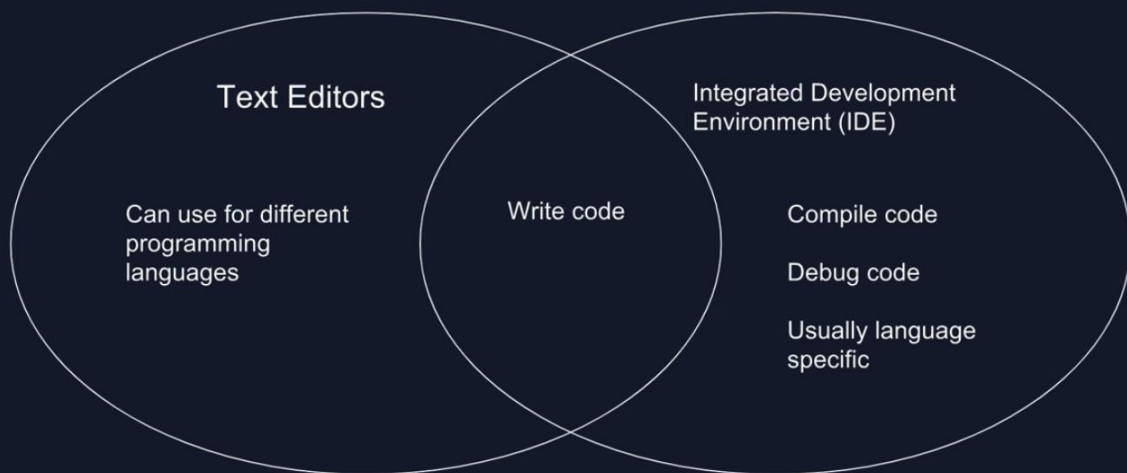 Text Editors
Can use for different
programming
languages
Write code
Integrated Development
Environment (IDE)
Compile code
Debug code
Usually language
specific